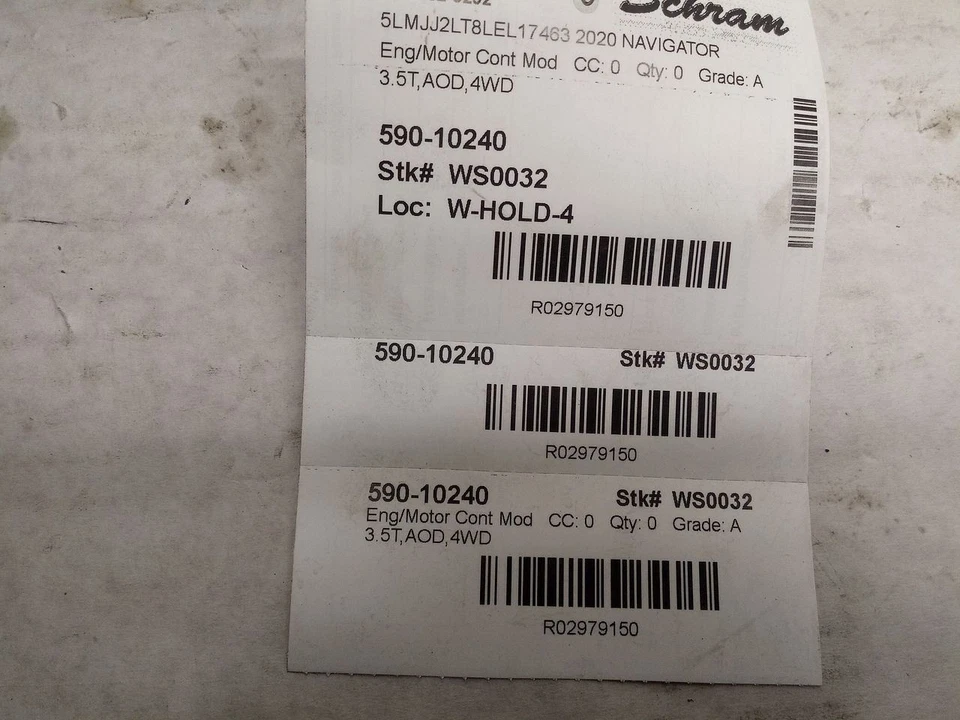 Schram
5LMJJ2LT8LEL17463 2020 NAVIGATOR
Eng/Motor Cont Mod CC: 0 Qty: 0 Grade: A
3.5T,AOD,4WD
590-10240
Stk# WS0032
Loc: W-HOLD-4
R02979150
590-10240 Stk# WS0032
R02979150
590-10240 Stk# WS0032
Eng/Motor Cont Mod CC: 0 Qty: 0 Grade: A
3.5T,AOD,4WD
R02979150